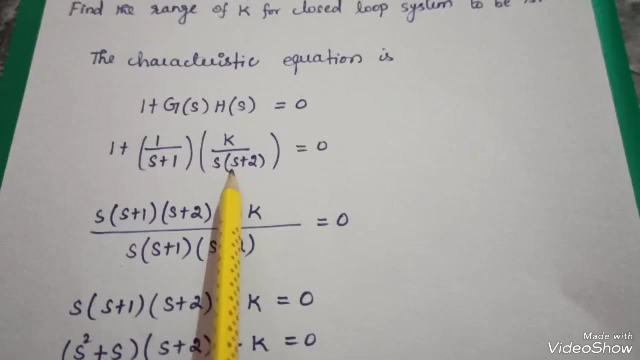 Find the range of K for closed loop system to be
The characteristic equation is
1+G(s)H(s) = 0
1+ (1/s+1) (K/s(s+2)) = 0
s(s+1)(s+2) K / s(s+1)(s = 0
s(s+1)(s+2) K = 0
(s²+s)(s+2) K = 0
Made with
VideoShow